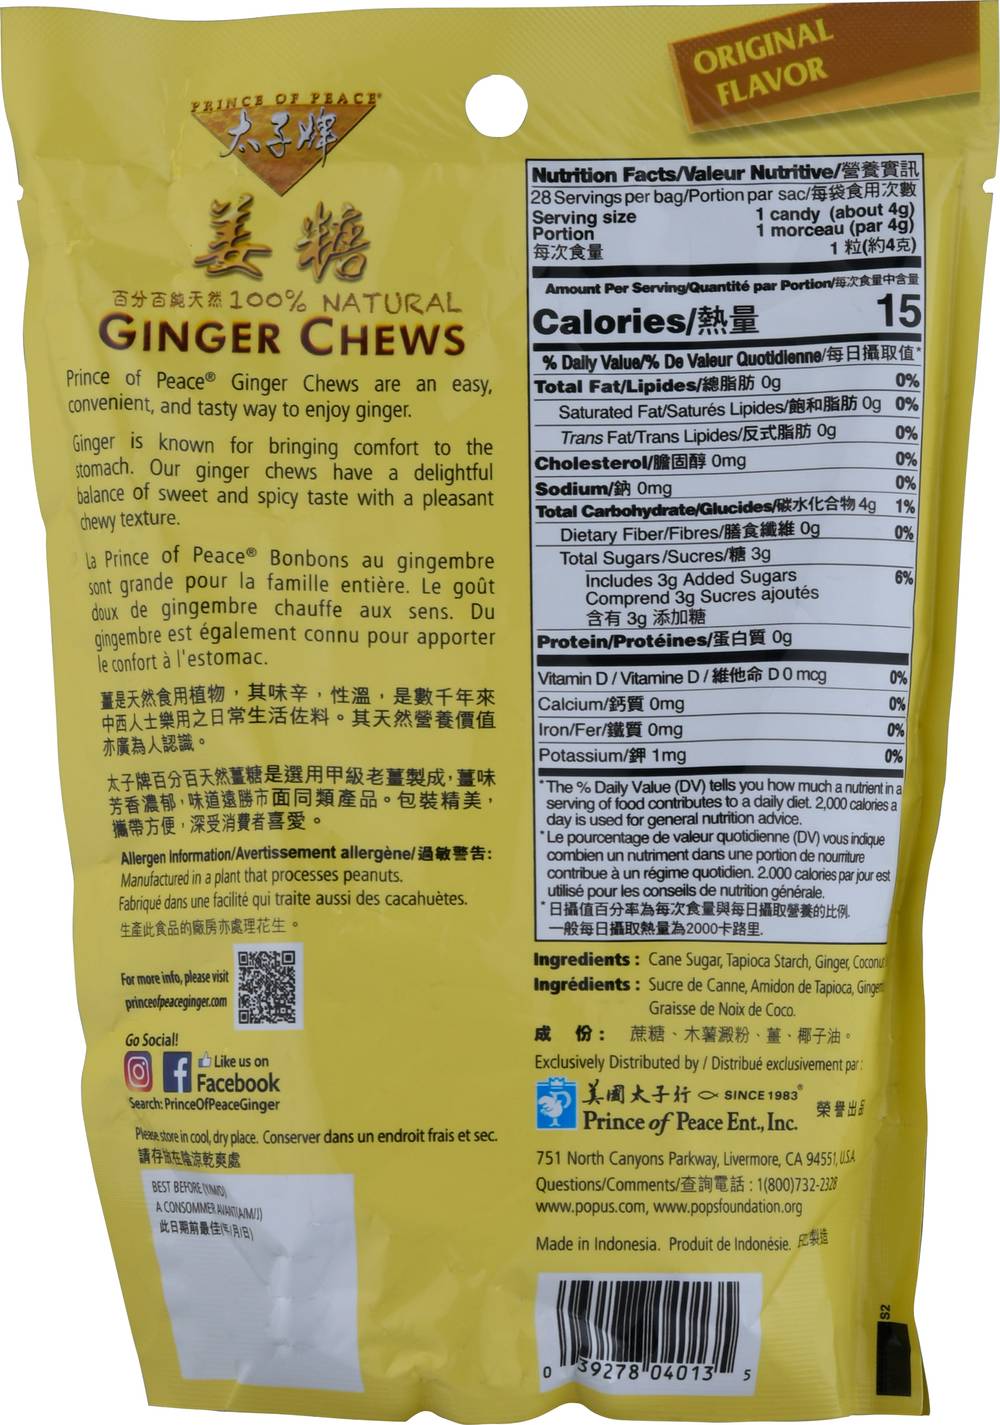 ORIGINAL
FLAVOR
PRINCE OF PEACE®
太子牌
姜糖
百分百純天然 100% NATURAL
GINGER CHEWS
Prince of Peace® Ginger Chews are an easy,
convenient, and tasty way to enjoy ginger.
Ginger is known for bringing comfort to the
stomach. Our ginger chews have a delightful
balance of sweet and spicy taste with a pleasant
chewy texture.
La Prince of Peace® Bonbons au gingembre
sont grande pour la famille entière. Le goût
doux de gingembre chauffe aux sens. Du
gingembre est également connu pour apporter
le confort à l'estomac.
薑是天然食用植物，其味辛，性溫，是數千年來
中西人士樂用之日常生活佐料。其天然營養價值
亦廣為人認識。
太子牌百分百天然薑糖是選用甲級老薑製成，薑味
芳香濃郁，味道遠勝市面同類產品。包裝精美，
攜帶方便，深受消費者喜愛。
Allergen Information/Avertissement allergène/過敏警告:
Manufactured in a plant that processes peanuts.
Fabriqué dans une facilité qui traite aussi des cacahuètes.
生產此食品的廠房亦處理花生。
For more info, please visit
princeofpeaceginger.com
Go Social!
Like us on
Facebook
Search: PrinceOfPeaceGinger
Please store in cool, dry place. Conserver dans un endroit frais et sec.
請存放在陰涼乾爽處
BEST BEFORE (Y/M/D)
A CONSOMMER AVANT(A/M/J)
此日期前最佳(年/月/日)
Nutrition Facts/Valeur Nutritive/營養資訊
28 Servings per bag/Portion par sac/每袋食用次數
Serving size 1 candy (about 4g)
Portion 1 morceau (par 4g)
每次食量 1 粒(約4克)
Amount Per Serving/Quantité par Portion/每次食量中含量
Calories/熱量 15
% Daily Value/% De Valeur Quotidienne/每日攝取值*
Total Fat/Lipides/總脂肪 0g 0%
Saturated Fat/Saturés Lipides/飽和脂肪 0g 0%
Trans Fat/Trans Lipides/反式脂肪 0g 0%
Cholesterol/膽固醇 0mg 0%
Sodium/鈉 0mg 0%
Total Carbohydrate/Glucides/碳水化合物 4g 1%
Dietary Fiber/Fibres/膳食纖維 0g 0%
Total Sugars/Sucres/糖 3g
Includes 3g Added Sugars 6%
Comprend 3g Sucres ajoutés
含有 3g 添加糖
Protein/Protéines/蛋白質 0g
Vitamin D / Vitamine D / 維他命 D 0 mcg 0%
Calcium/鈣質 0mg 0%
Iron/Fer/鐵質 0mg 0%
Potassium/鉀 1mg 0%
*The % Daily Value (DV) tells you how much a nutrient in a
serving of food contributes to a daily diet. 2,000 calories a
day is used for general nutrition advice.
*Le pourcentage de valeur quotidienne (DV) vous indique
combien un nutriment dans une portion de nourriture
contribue à un régime quotidien. 2.000 calories par jour est
utilisé pour les conseils de nutrition générale.
*日攝值百分率為每次食量與每日攝取營養的比例.
一般每日攝取熱量為2000卡路里.
Ingredients : Cane Sugar, Tapioca Starch, Ginger, Coconut
Ingrédients : Sucre de Canne, Amidon de Tapioca, Gingem
Graisse de Noix de Coco.
成 份 : 蔗糖、木薯澱粉、薑、椰子油。
Exclusively Distributed by / Distribué exclusivement par :
美國太子行 SINCE 1983®
Prince of Peace Ent., Inc. 榮譽出品
751 North Canyons Parkway, Livermore, CA 94551, U.S.A
Questions/Comments/查詢電話 : 1(800)732-2328
www.popus.com, www.popsfoundation.org
Made in Indonesia. Produit de Indonésie. 印尼製造
0 39278 04013 5
S2